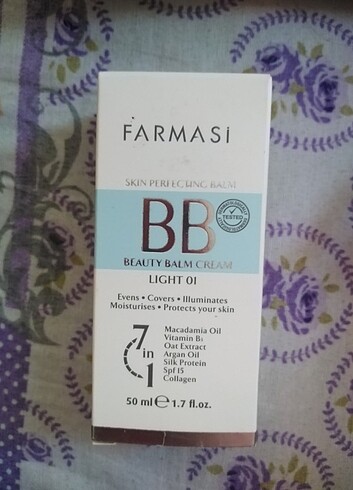 FARMASi
SKIN PERFECTING BALM
BB
TESTED
BEAUTY BALM CREAM
LIGHT 01
Evens • Covers • Illuminates
Moisturises • Protects your skin
7 in 1
Macadamia Oil
Vitamin B5
Oat Extract
Argan Oil
Silk Protein
Spf 15
Collagen
50 ml ℮ 1.7 fl.oz.